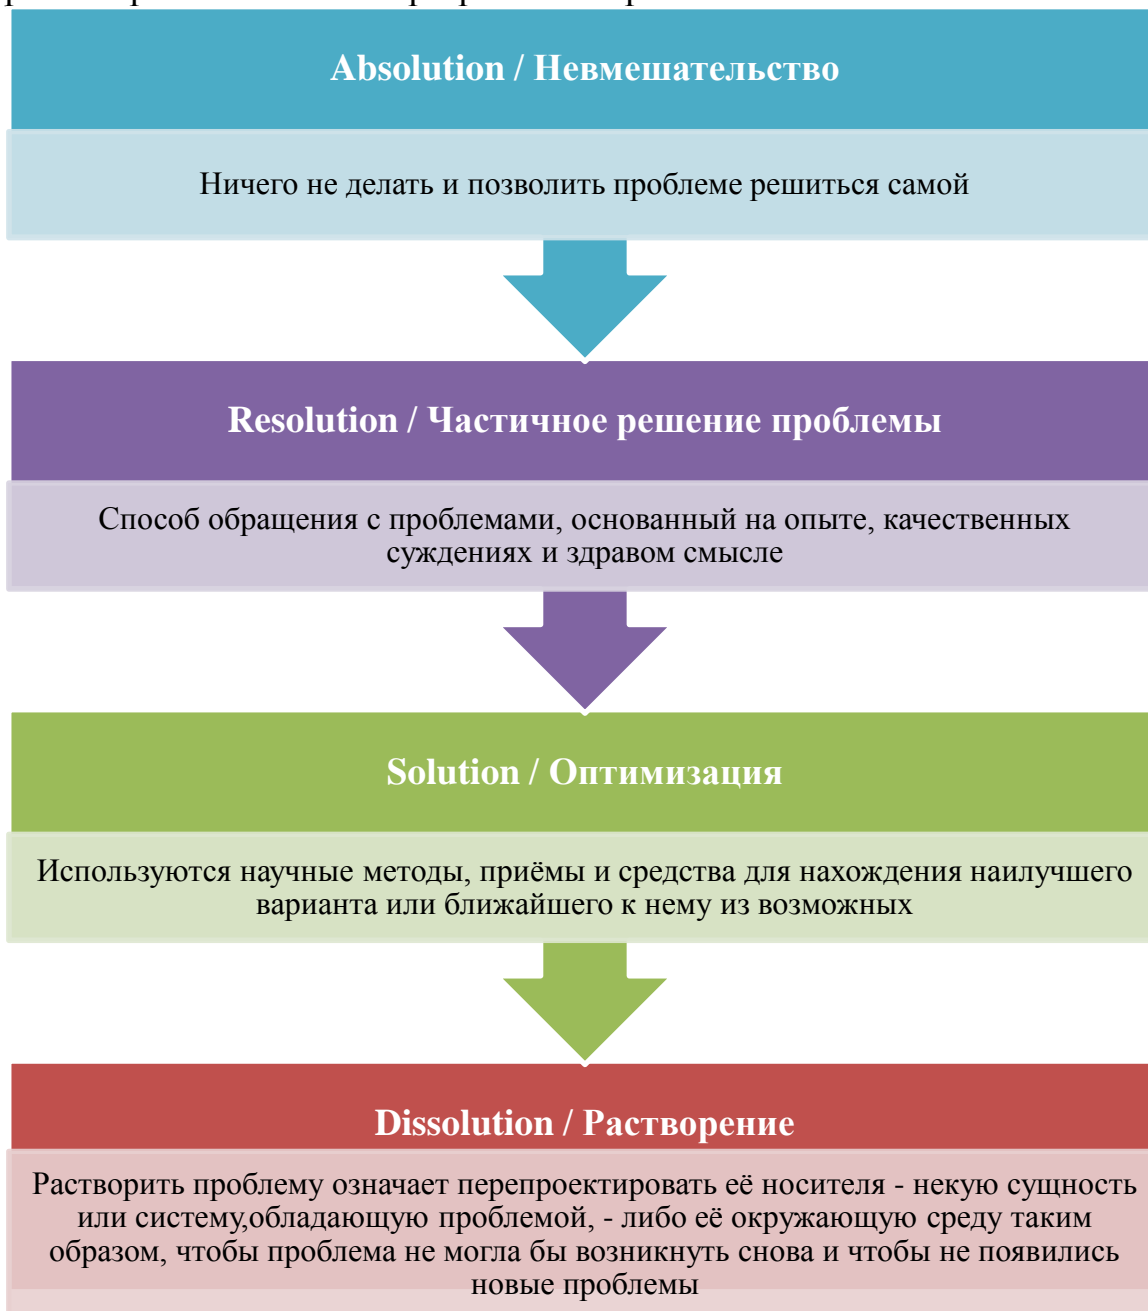 Absolution / Невмешательство
Ничего не делать и позволить проблеме решиться самой
Resolution / Частичное решение проблемы
Способ обращения с проблемами, основанный на опыте, качественных
суждениях и здравом смысле
Solution / Оптимизация
Используются научные методы, приёмы и средства для нахождения наилучшего
варианта или ближайшего к нему из возможных
Dissolution / Растворение
Растворить проблему означает перепроектировать её носителя - некую сущность
или систему,обладающую проблемой, - либо её окружающую среду таким
образом, чтобы проблема не могла бы возникнуть снова и чтобы не появились
новые проблемы